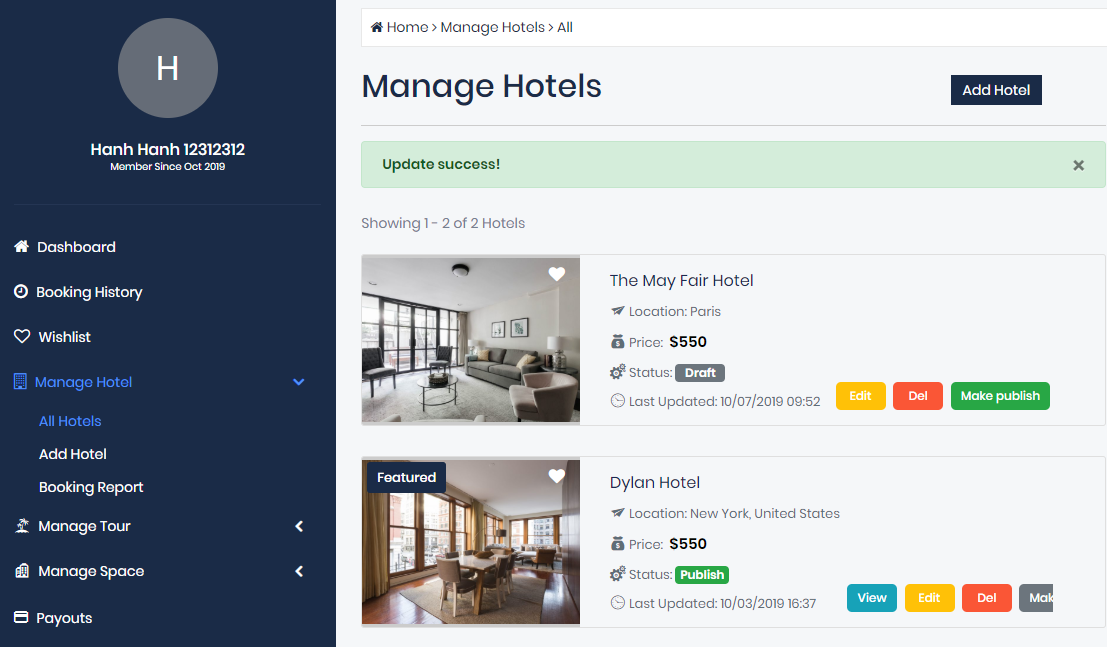 H
Hanh Hanh 12312312
Member Since Oct 2019
Dashboard
Booking History
Wishlist
Manage Hotel
All Hotels
Add Hotel
Booking Report
Manage Tour
Manage Space
Payouts
Home > Manage Hotels > All
Manage Hotels
Add Hotel
Update success!
×
Showing 1 - 2 of 2 Hotels
The May Fair Hotel
Location: Paris
Price: $550
Status: Draft
Last Updated: 10/07/2019 09:52
Edit Del Make publish
Featured
Dylan Hotel
Location: New York, United States
Price: $550
Status: Publish
Last Updated: 10/03/2019 16:37
View Edit Del